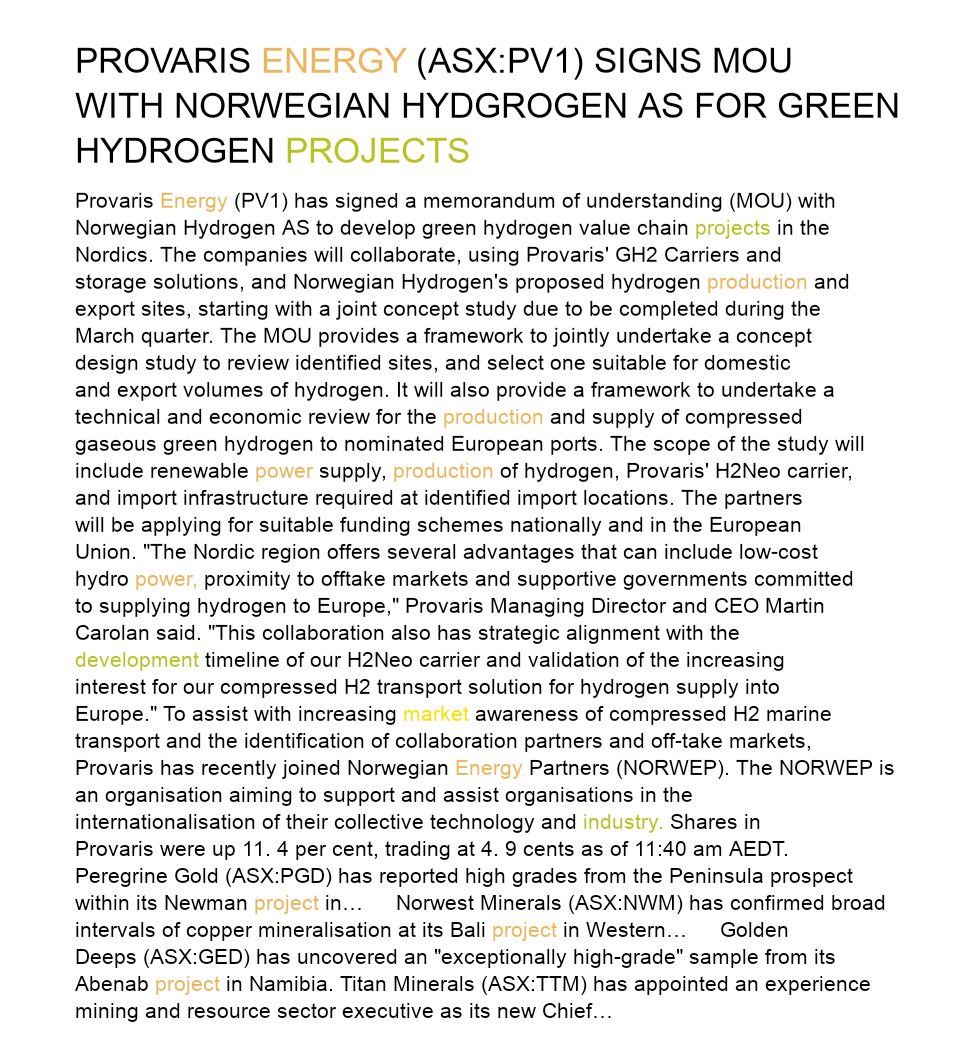 PROVARIS ENERGY (ASX:PV1) SIGNS MOU
WITH NORWEGIAN HYDGROGEN AS FOR GREEN
HYDROGEN PROJECTS
Provaris Energy (PV1) has signed a memorandum of understanding (MOU) with
Norwegian Hydrogen AS to develop green hydrogen value chain projects in the
Nordics. The companies will collaborate, using Provaris' GH2 Carriers and
storage solutions, and Norwegian Hydrogen's proposed hydrogen production and
export sites, starting with a joint concept study due to be completed during the
March quarter. The MOU provides a framework to jointly undertake a concept
design study to review identified sites, and select one suitable for domestic
and export volumes of hydrogen. It will also provide a framework to undertake a
technical and economic review for the production and supply of compressed
gaseous green hydrogen to nominated European ports. The scope of the study will
include renewable power supply, production of hydrogen, Provaris' H2Neo carrier,
and import infrastructure required at identified import locations. The partners
will be applying for suitable funding schemes nationally and in the European
Union. "The Nordic region offers several advantages that can include low-cost
hydro power, proximity to offtake markets and supportive governments committed
to supplying hydrogen to Europe," Provaris Managing Director and CEO Martin
Carolan said. "This collaboration also has strategic alignment with the
development timeline of our H2Neo carrier and validation of the increasing
interest for our compressed H2 transport solution for hydrogen supply into
Europe." To assist with increasing market awareness of compressed H2 marine
transport and the identification of collaboration partners and off-take markets,
Provaris has recently joined Norwegian Energy Partners (NORWEP). The NORWEP is
an organisation aiming to support and assist organisations in the
internationalisation of their collective technology and industry. Shares in
Provaris were up 11. 4 per cent, trading at 4. 9 cents as of 11:40 am AEDT.
Peregrine Gold (ASX:PGD) has reported high grades from the Peninsula prospect
within its Newman project in… Norwest Minerals (ASX:NWM) has confirmed broad
intervals of copper mineralisation at its Bali project in Western… Golden
Deeps (ASX:GED) has uncovered an "exceptionally high-grade" sample from its
Abenab project in Namibia. Titan Minerals (ASX:TTM) has appointed an experience
mining and resource sector executive as its new Chief…